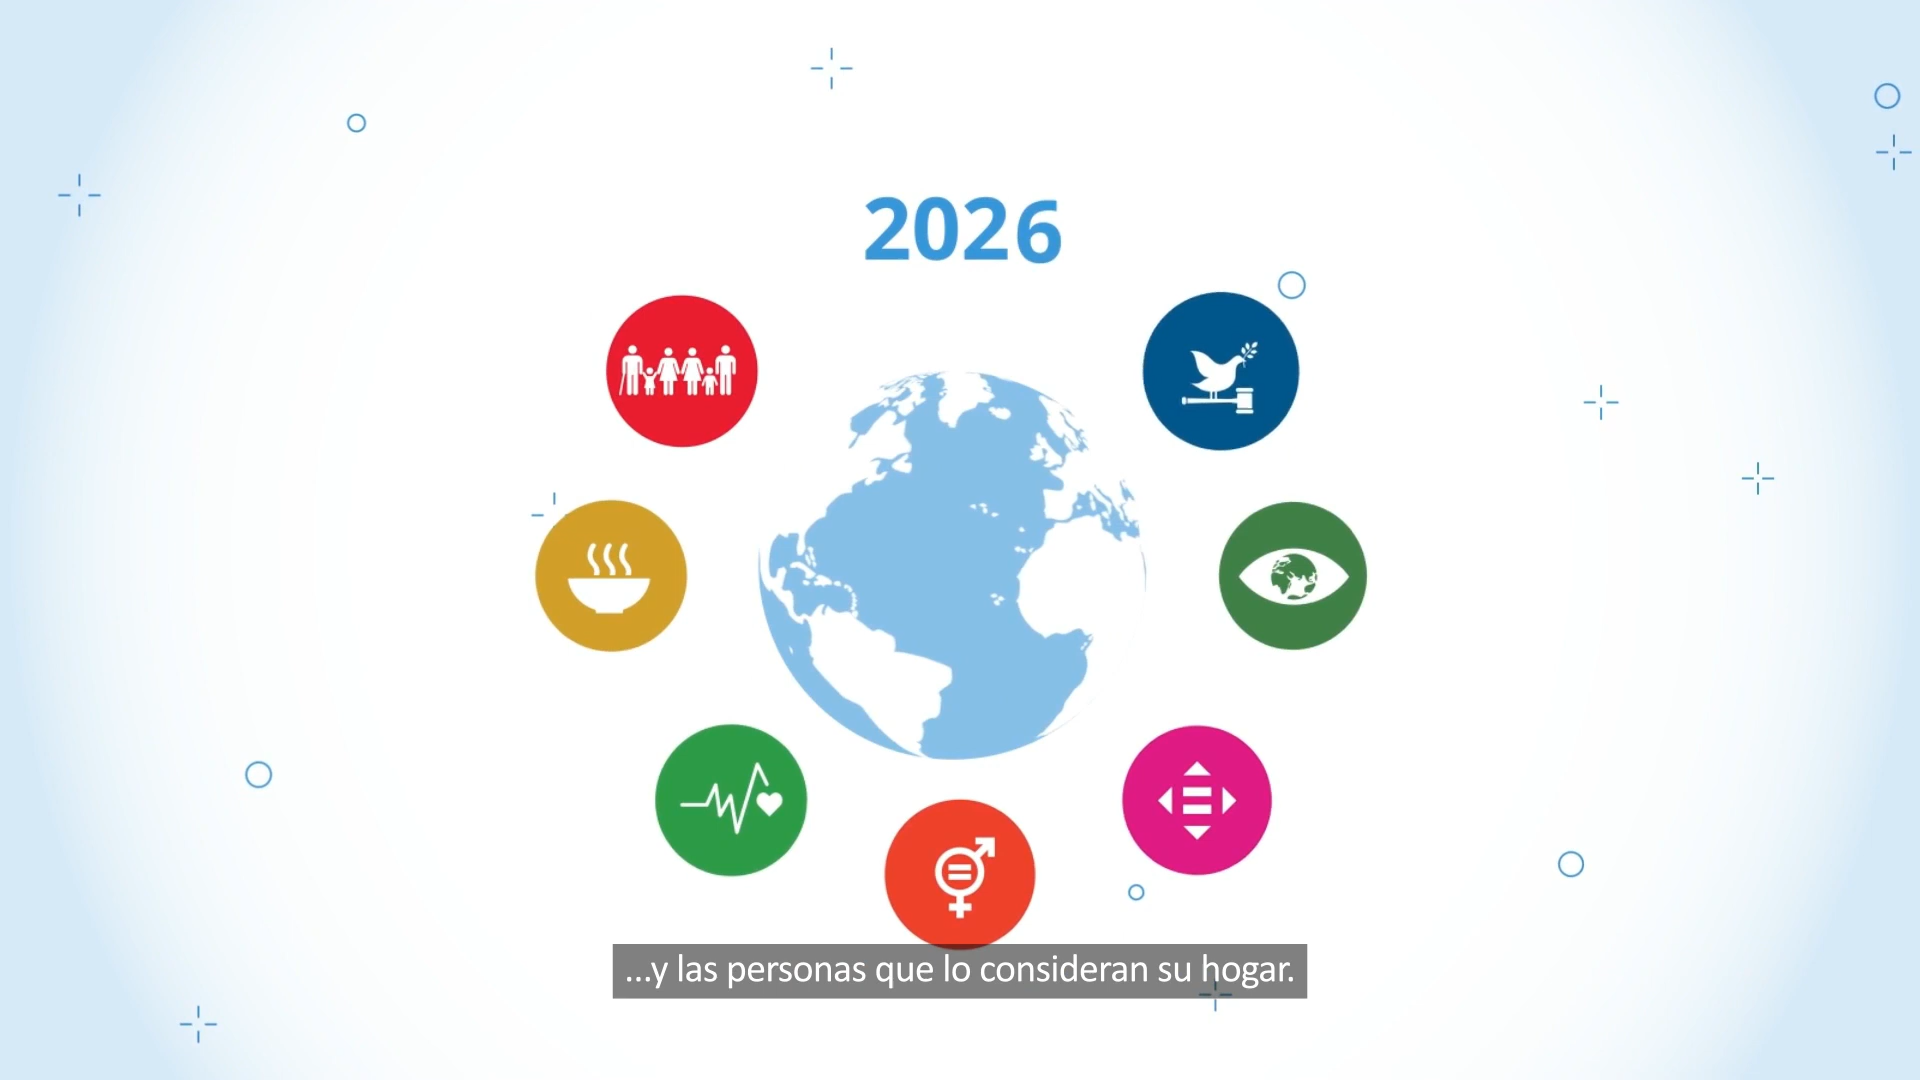 2026
...y las personas que lo consideran su hogar.